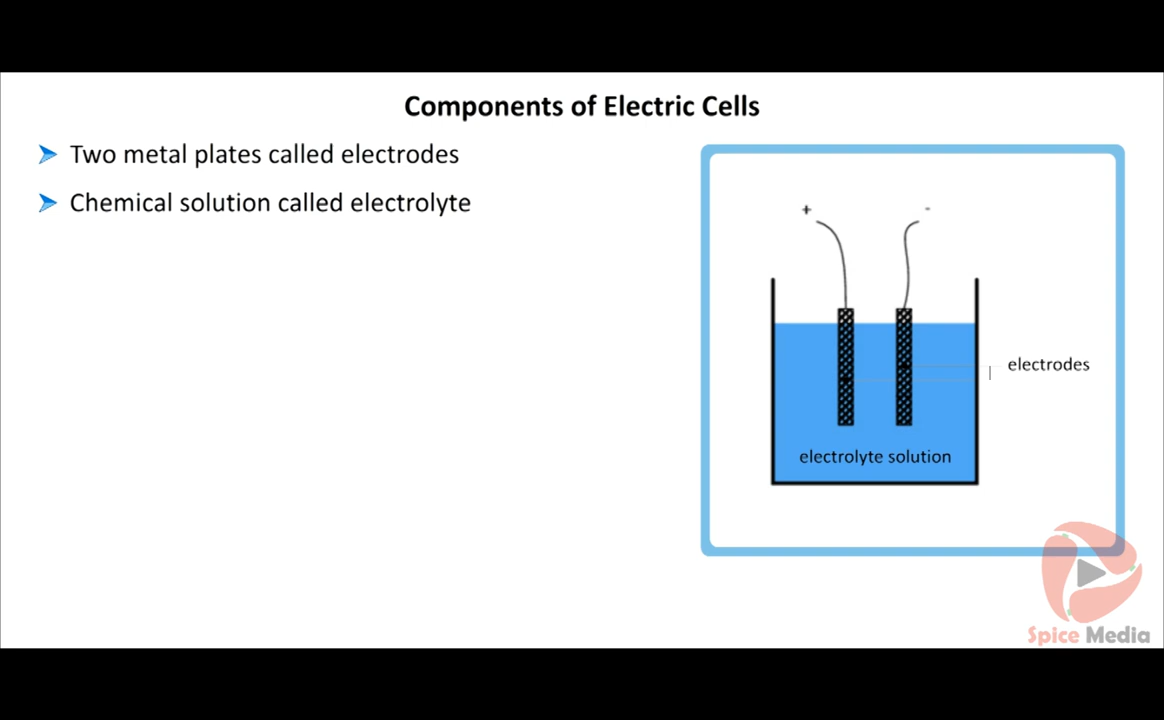 Components of Electric Cells
Two metal plates called electrodes
Chemical solution called electrolyte
+ -
electrodes
electrolyte solution
Spice Media